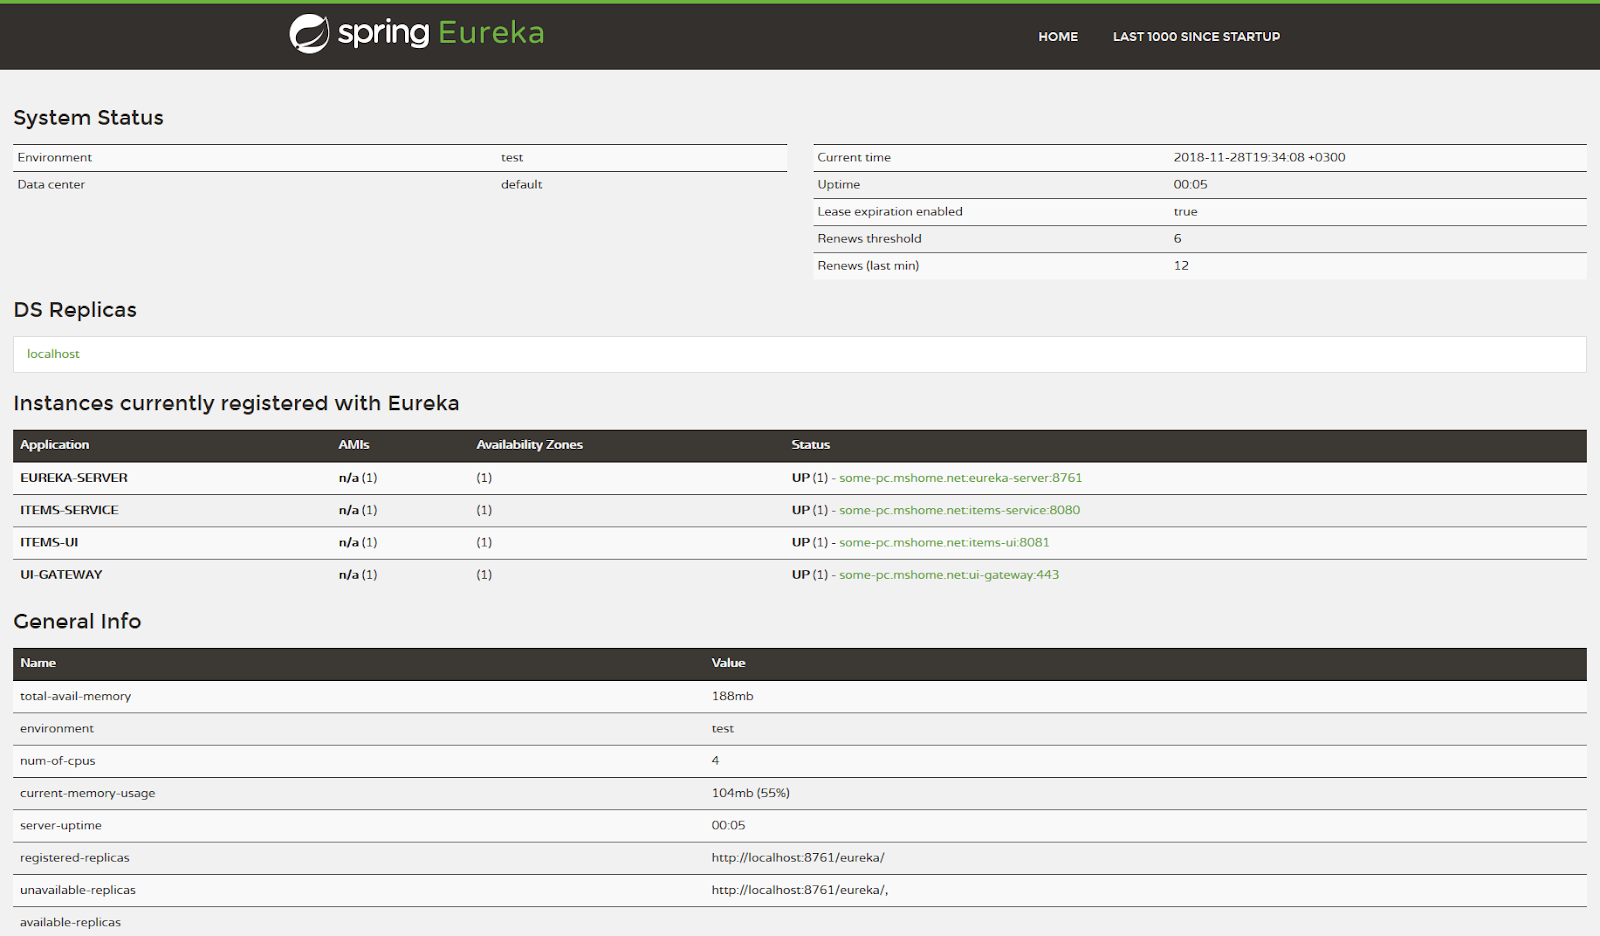 spring Eureka
HOME LAST 1000 SINCE STARTUP
System Status
Environment test
Data center default
Current time 2018-11-28T19:34:08 +0300
Uptime 00:05
Lease expiration enabled true
Renews threshold 6
Renews (last min) 12
DS Replicas
localhost
Instances currently registered with Eureka
Application AMIs Availability Zones Status
EUREKA-SERVER n/a (1) (1) UP (1) - some-pc.mshome.net:eureka-server:8761
ITEMS-SERVICE n/a (1) (1) UP (1) - some-pc.mshome.net:items-service:8080
ITEMS-UI n/a (1) (1) UP (1) - some-pc.mshome.net:items-ui:8081
UI-GATEWAY n/a (1) (1) UP (1) - some-pc.mshome.net:ui-gateway:443
General Info
Name Value
total-avail-memory 188mb
environment test
num-of-cpus 4
current-memory-usage 104mb (55%)
server-uptime 00:05
registered-replicas http://localhost:8761/eureka/
unavailable-replicas http://localhost:8761/eureka/,
available-replicas